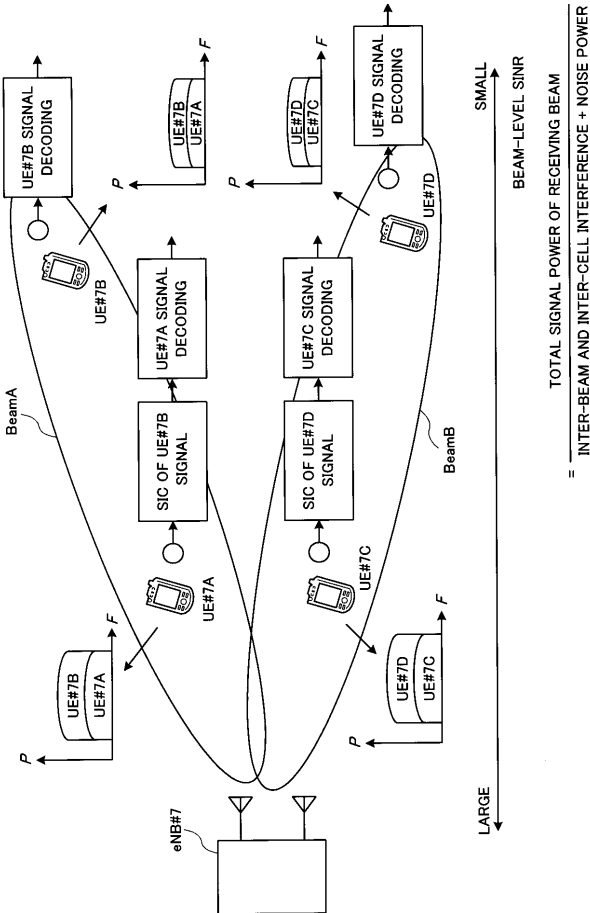 BeamA
UE#7B SIGNAL
DECODING
UE#7B
P
F
UE#7B
UE#7A
UE#7A SIGNAL
DECODING
SIC OF UE#7B
SIGNAL
UE#7A
P
F
UE#7B
UE#7A
eNB#7
UE#7C SIGNAL
DECODING
SIC OF UE#7D
SIGNAL
UE#7C
P
F
UE#7D
UE#7C
P
F
UE#7D
UE#7C
UE#7D SIGNAL
DECODING
UE#7D
BeamB
LARGE
SMALL
BEAM-LEVEL SINR
TOTAL SIGNAL POWER OF RECEIVING BEAM
=
INTER-BEAM AND INTER-CELL INTERFERENCE + NOISE POWER